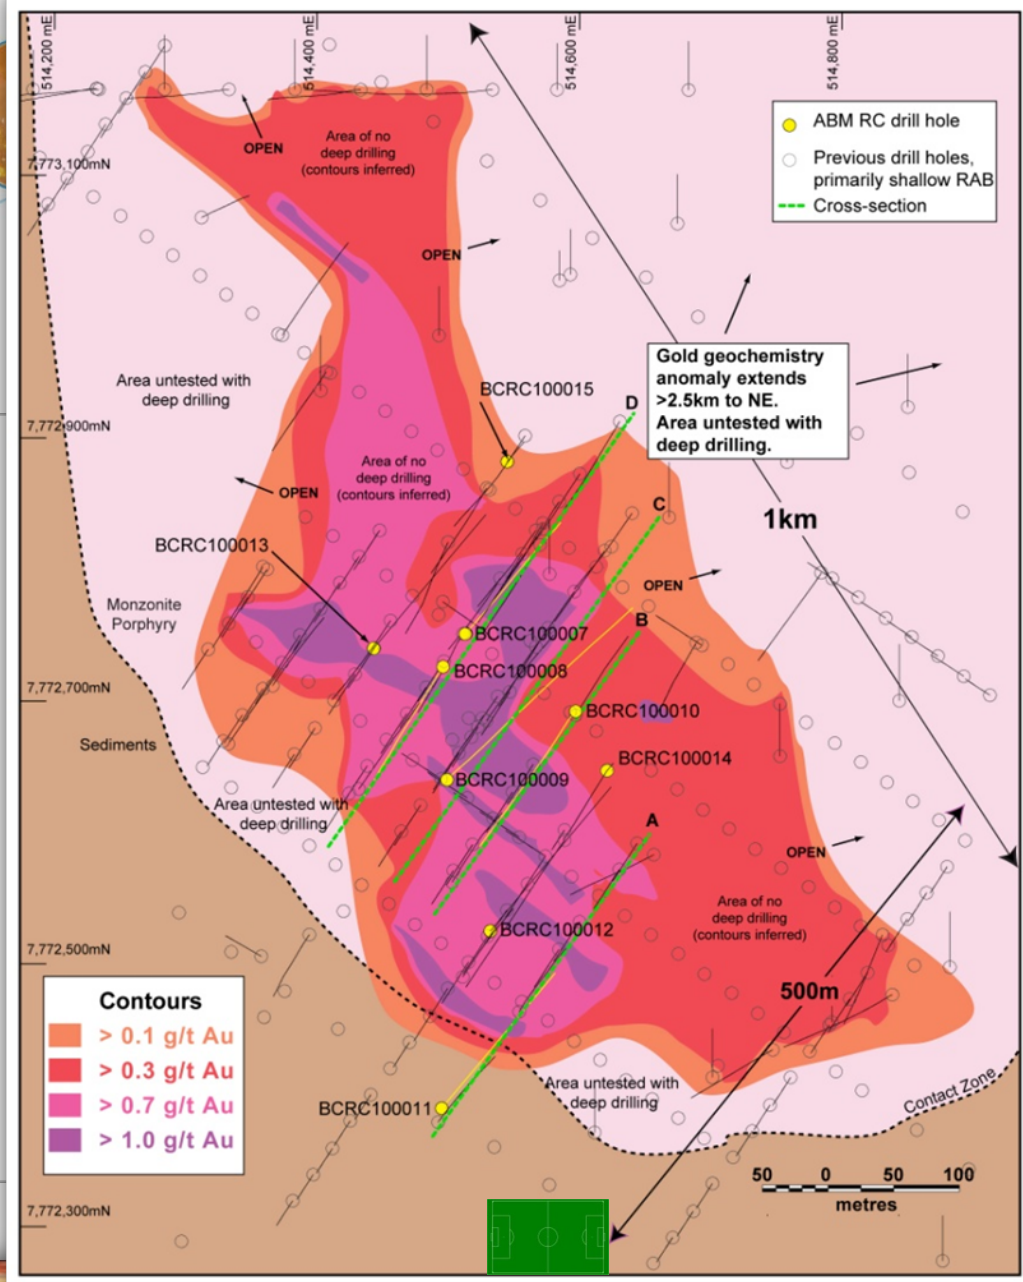 514,200 mE
514,400 mE
514,600 mE
514,800 mE
ABM RC drill hole
Previous drill holes,
primarily shallow RAB
Cross-section
OPEN
Area of no
deep drilling
(contours inferred)
7,773,100mN
OPEN
Gold geochemistry
anomaly extends
>2.5km to NE.
Area untested with
deep drilling.
Area untested with
deep drilling
BCRC100015
D
7,772,900mN
Area of no
deep drilling
(contours inferred)
OPEN
C
1km
BCRC100013
OPEN
Monzonite
Porphyry
B
BCRC100007
BCRC100008
7,772,700mN
BCRC100010
Sediments
BCRC100014
BCRC100009
Area untested with
deep drilling
A
OPEN
Area of no
deep drilling
(contours inferred)
BCRC100012
7,772,500mN
500m
Contours
> 0.1 g/t Au
> 0.3 g/t Au
> 0.7 g/t Au
> 1.0 g/t Au
Area untested with
deep drilling
Contact Zone
BCRC100011
50 0 50 100
metres
7,772,300mN